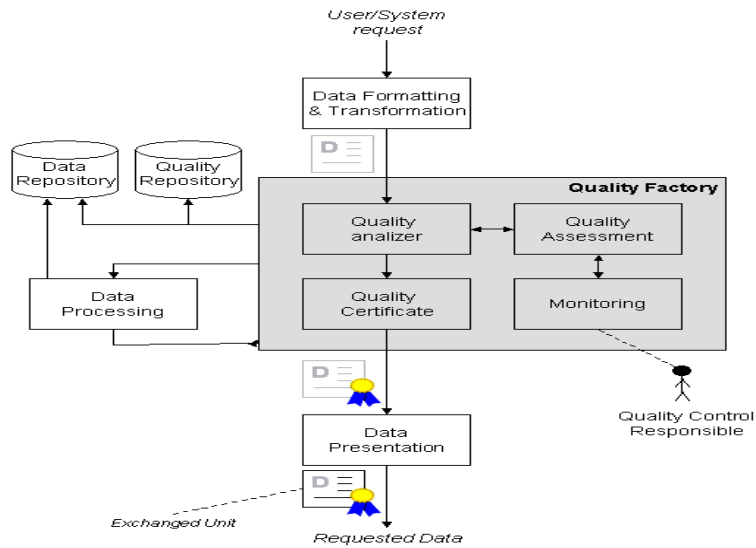 User/System
request
Data Formatting
& Transformation
D
Data
Repository
Quality
Repository
Quality Factory
Quality
analizer
Quality
Assessment
Data
Processing
Quality
Certificate
Monitoring
D
Quality Control
Responsible
Data
Presentation
D
Exchanged Unit
Requested Data